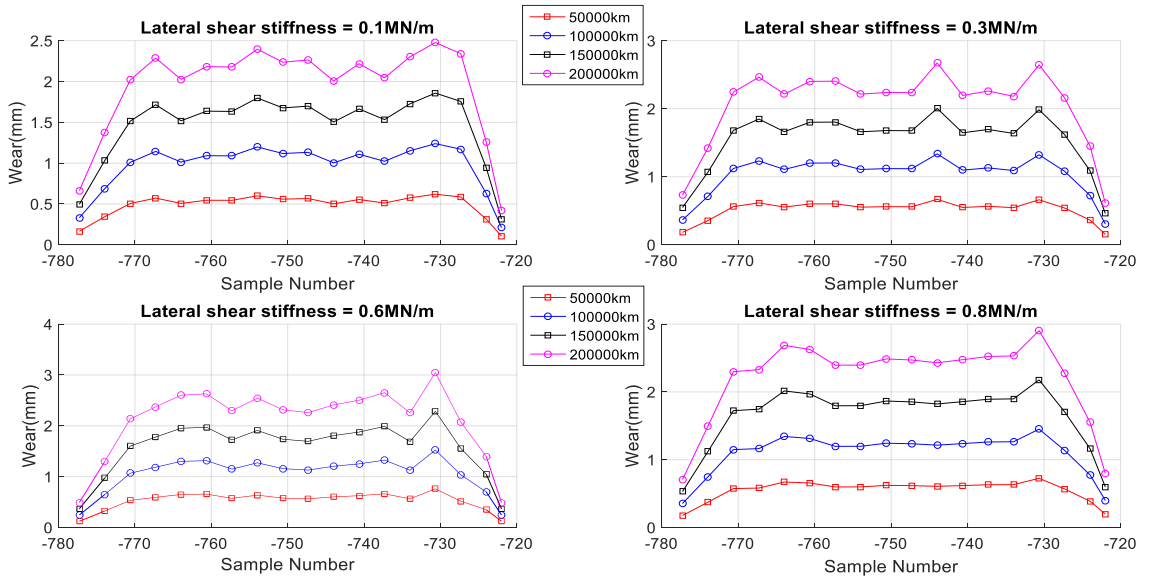 Lateral shear stiffness = 0.1MN/m
Wear(mm)
2.5
2
1.5
1
0.5
0
-780 -770 -760 -750 -740 -730 -720
Sample Number
50000km
100000km
150000km
200000km
Lateral shear stiffness = 0.3MN/m
Wear(mm)
3
2
1
0
-780 -770 -760 -750 -740 -730 -720
Sample Number
Lateral shear stiffness = 0.6MN/m
Wear(mm)
4
3
2
1
0
-780 -770 -760 -750 -740 -730 -720
Sample Number
50000km
100000km
150000km
200000km
Lateral shear stiffness = 0.8MN/m
Wear(mm)
3
2
1
0
-780 -770 -760 -750 -740 -730 -720
Sample Number